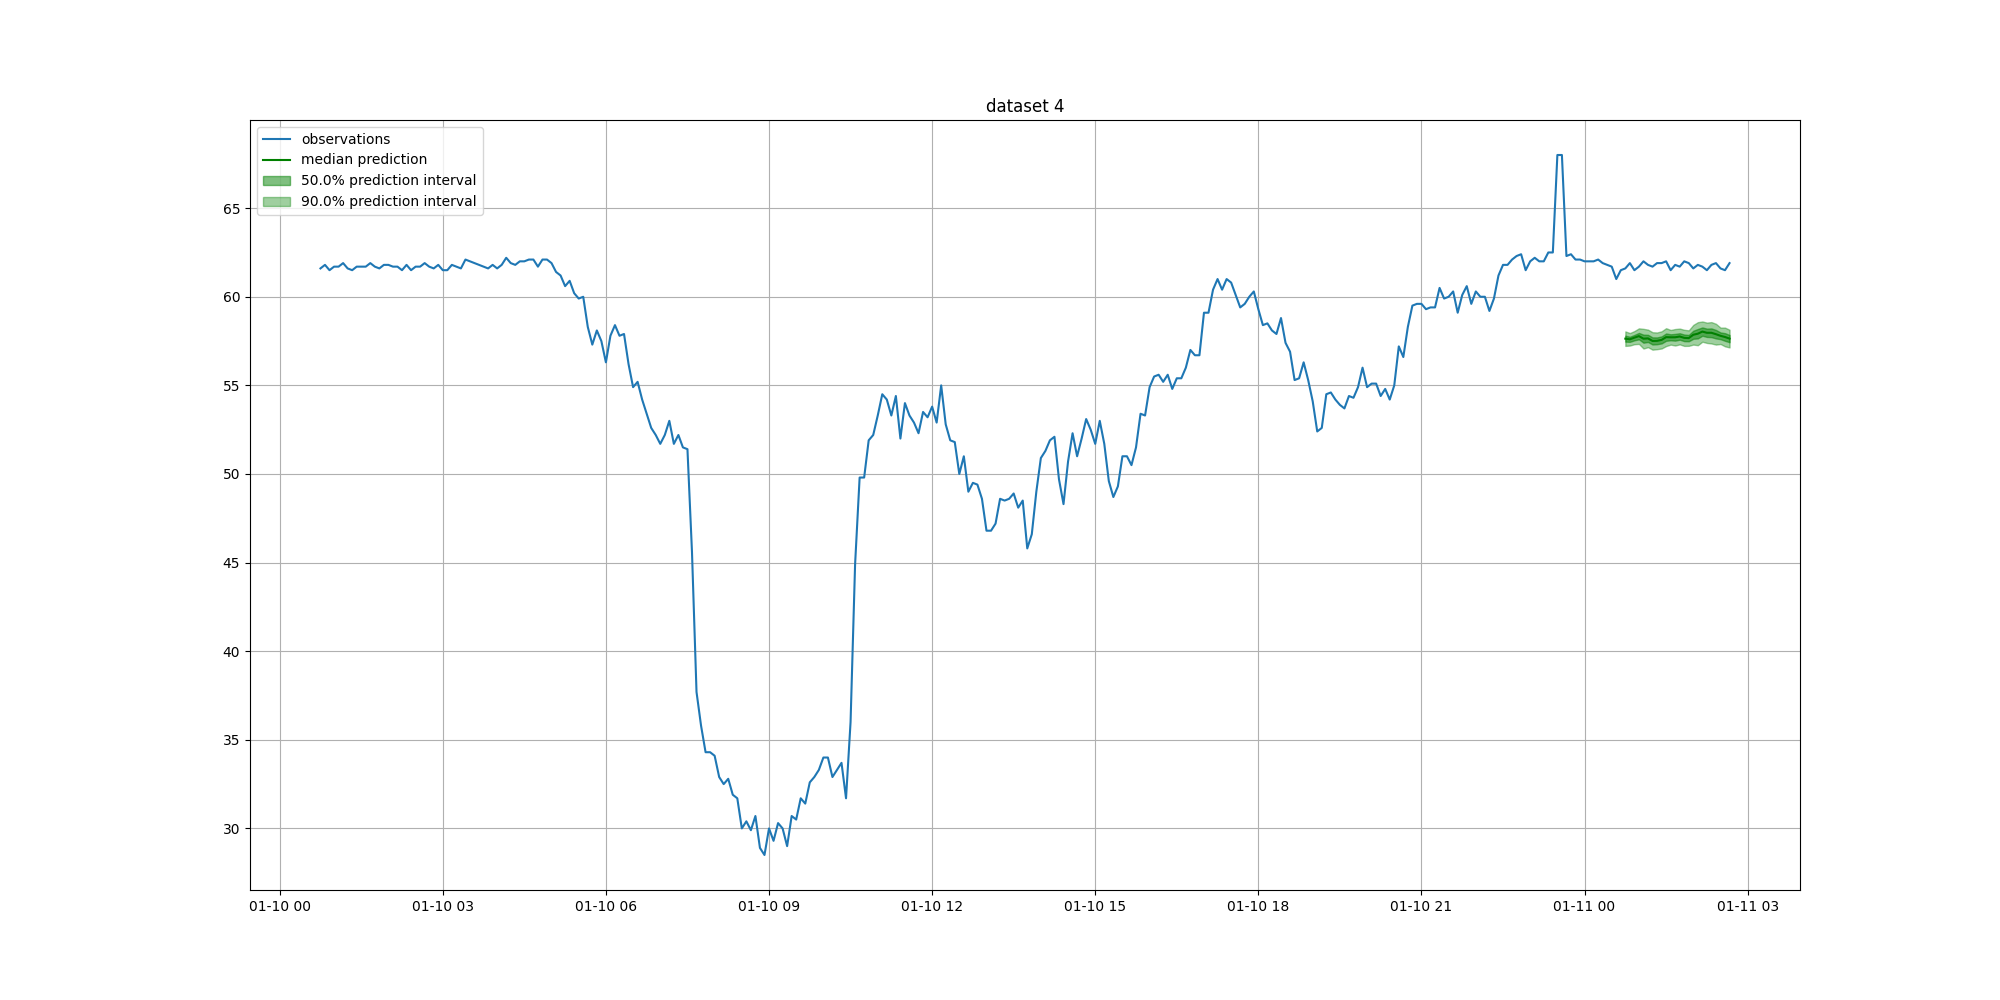 dataset 4
observations
median prediction
50.0% prediction interval
90.0% prediction interval
65
60
55
50
45
40
35
30
01-10 00 01-10 03 01-10 06 01-10 09 01-10 12 01-10 15 01-10 18 01-10 21 01-11 00 01-11 03